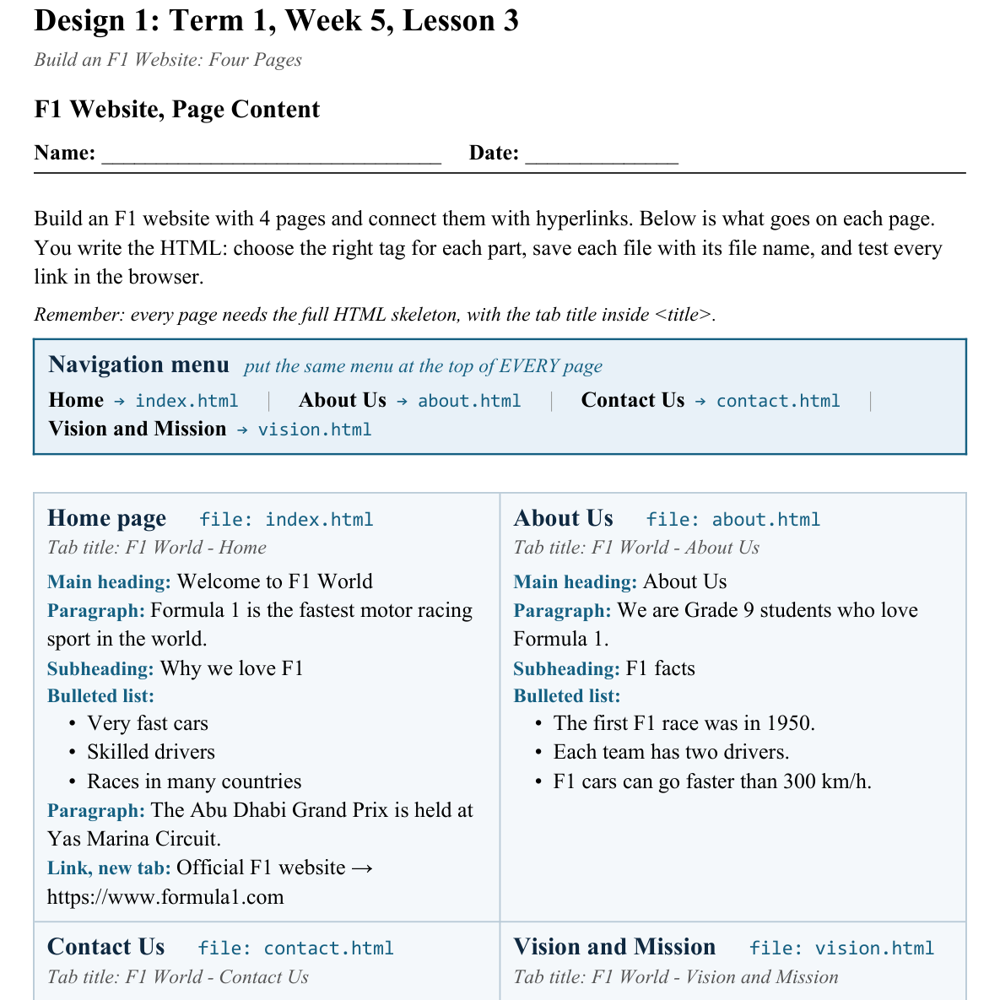 Design 1: Term 1, Week 5, Lesson 3
Build an F1 Website: Four Pages
F1 Website, Page Content
Name: _______________________________ Date: ______________
Build an F1 website with 4 pages and connect them with hyperlinks. Below is what goes on each page.
You write the HTML: choose the right tag for each part, save each file with its file name, and test every
link in the browser.
Remember: every page needs the full HTML skeleton, with the tab title inside <title>.
Navigation menu put the same menu at the top of EVERY page
Home → index.html | About Us → about.html | Contact Us → contact.html |
Vision and Mission → vision.html
Home page file: index.html
Tab title: F1 World - Home
Main heading: Welcome to F1 World
Paragraph: Formula 1 is the fastest motor racing
sport in the world.
Subheading: Why we love F1
Bulleted list:
• Very fast cars
• Skilled drivers
• Races in many countries
Paragraph: The Abu Dhabi Grand Prix is held at
Yas Marina Circuit.
Link, new tab: Official F1 website →
https://www.formula1.com
About Us file: about.html
Tab title: F1 World - About Us
Main heading: About Us
Paragraph: We are Grade 9 students who love
Formula 1.
Subheading: F1 facts
Bulleted list:
• The first F1 race was in 1950.
• Each team has two drivers.
• F1 cars can go faster than 300 km/h.
Contact Us file: contact.html
Tab title: F1 World - Contact Us
Vision and Mission file: vision.html
Tab title: F1 World - Vision and Mission